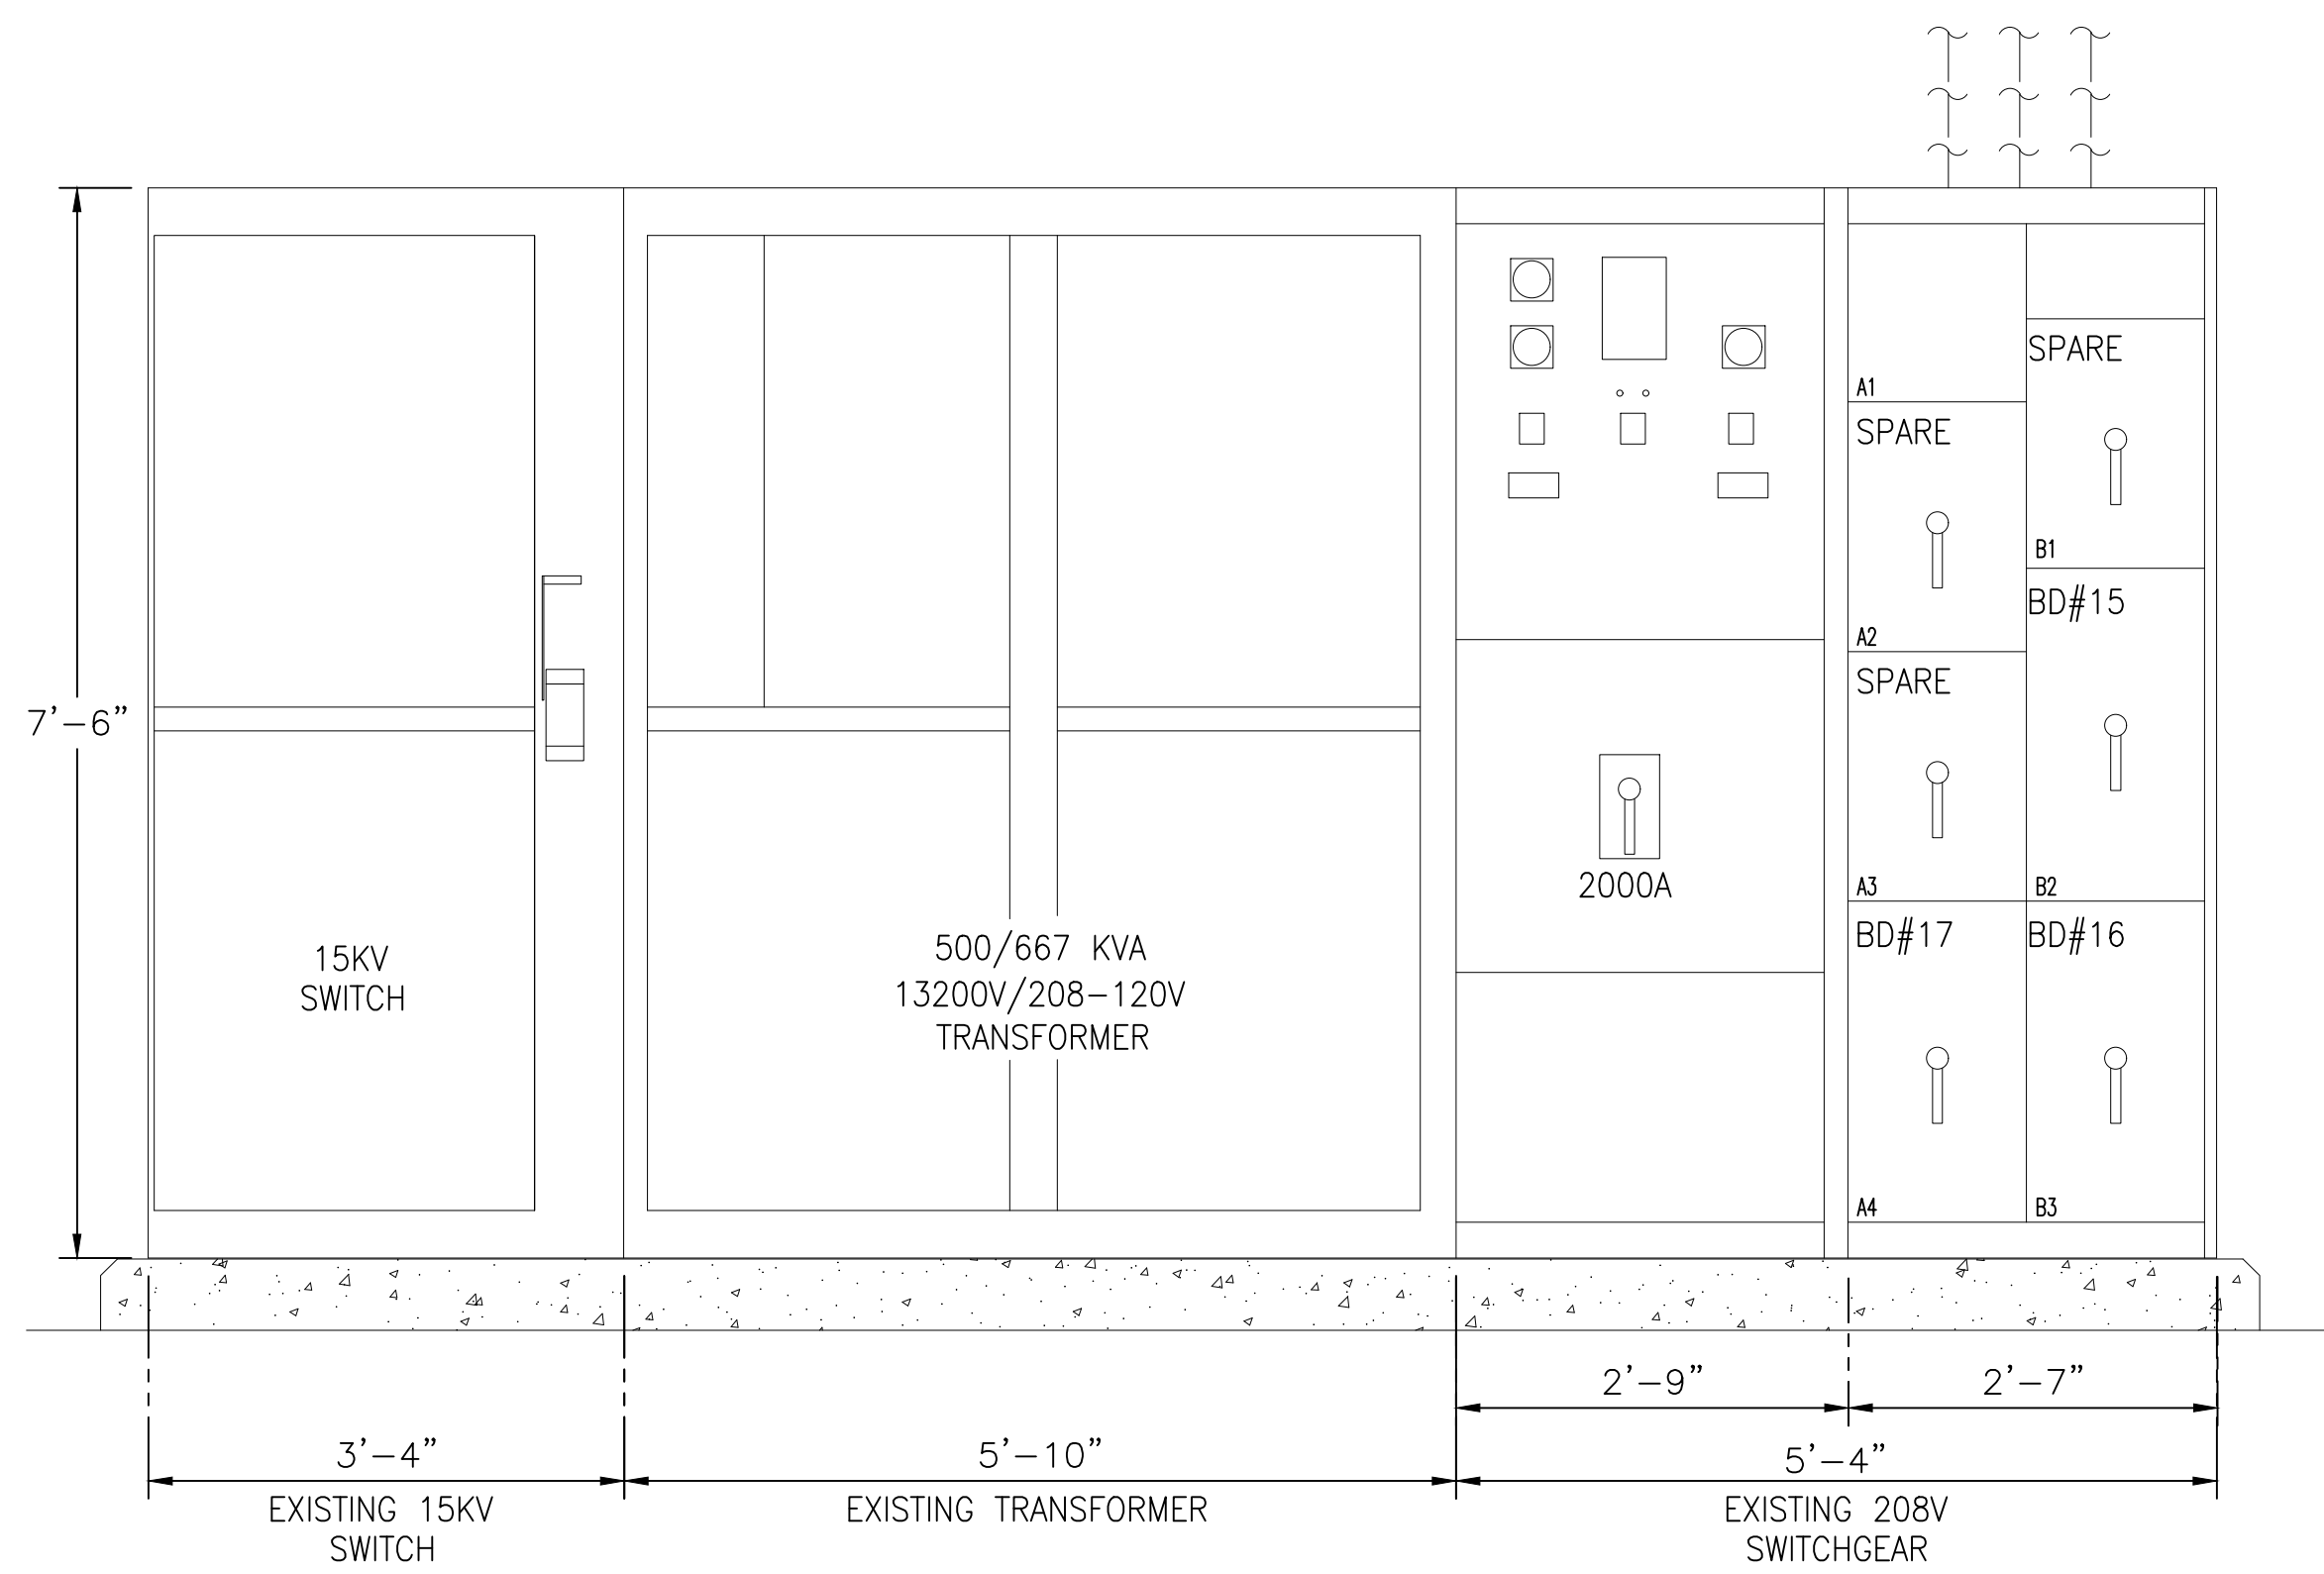 SPARE
A1
SPARE
B1
BD#15
A2
SPARE
7'-6"
2000A
A3
B2
BD#17
BD#16
15KV
SWITCH
500/667 KVA
13200V/208-120V
TRANSFORMER
A4
B3
2'-9"
2'-7"
3'-4"
5'-10"
5'-4"
EXISTING 15KV
SWITCH
EXISTING TRANSFORMER
EXISTING 208V
SWITCHGEAR